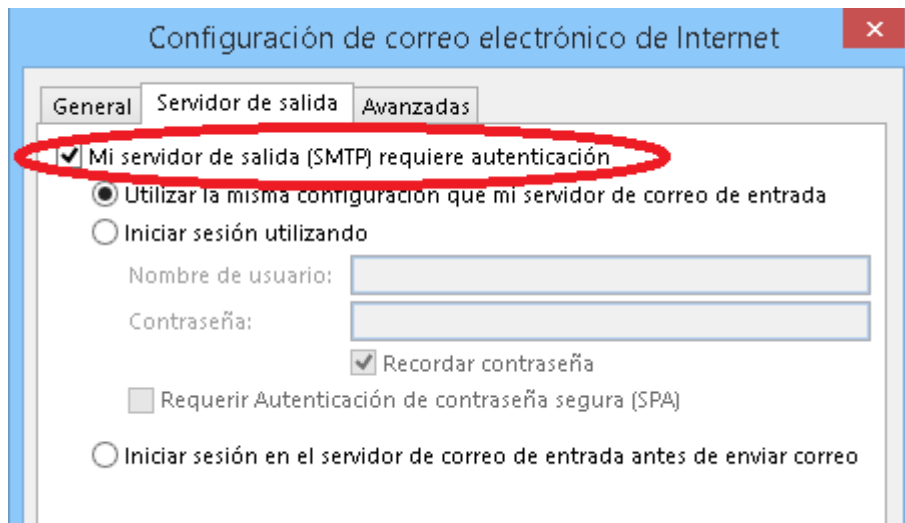 Configuración de correo electrónico de Internet
General Servidor de salida Avanzadas
Mi servidor de salida (SMTP) requiere autenticación
Utilizar la misma configuración que mi servidor de correo de entrada
Iniciar sesión utilizando
Nombre de usuario:
Contraseña:
Recordar contraseña
Requerir Autenticación de contraseña segura (SPA)
Iniciar sesión en el servidor de correo de entrada antes de enviar correo